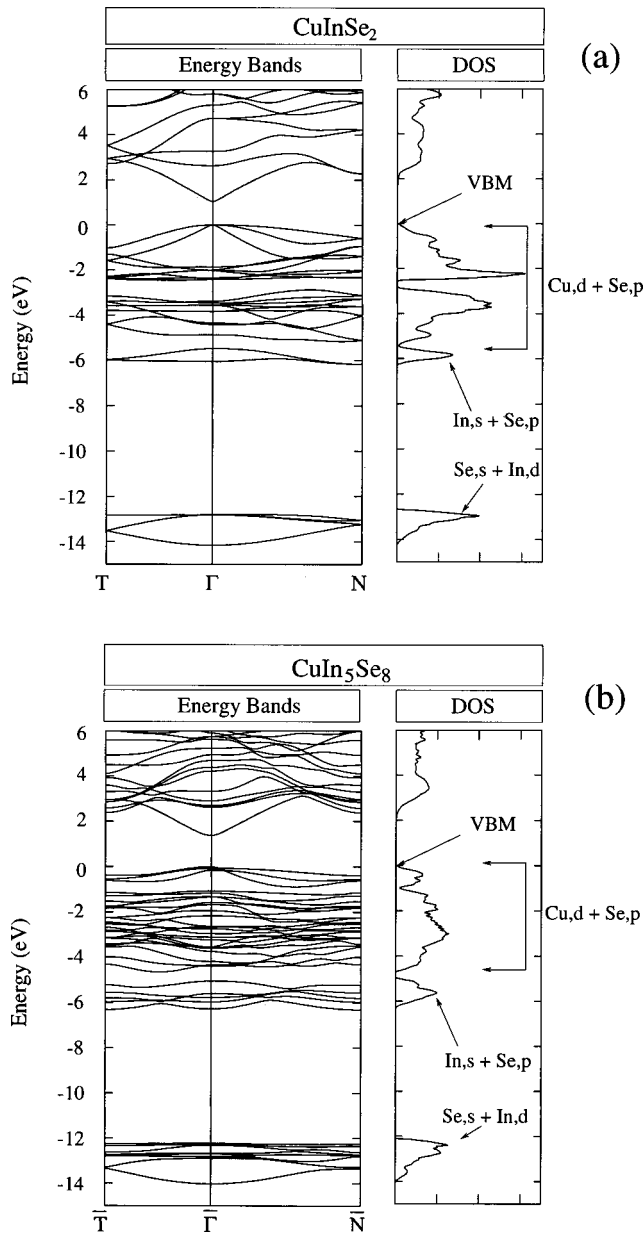 CuInSe2
(a)
Energy Bands DOS
6
4
2
0
-2
-4
-6
-8
-10
-12
-14
Energy (eV)
T Γ N
VBM
Cu,d + Se,p
In,s + Se,p
Se,s + In,d
CuIn5Se8
(b)
Energy Bands DOS
6
4
2
0
-2
-4
-6
-8
-10
-12
-14
Energy (eV)
T̅ Γ̅ N̅
VBM
Cu,d + Se,p
In,s + Se,p
Se,s + In,d